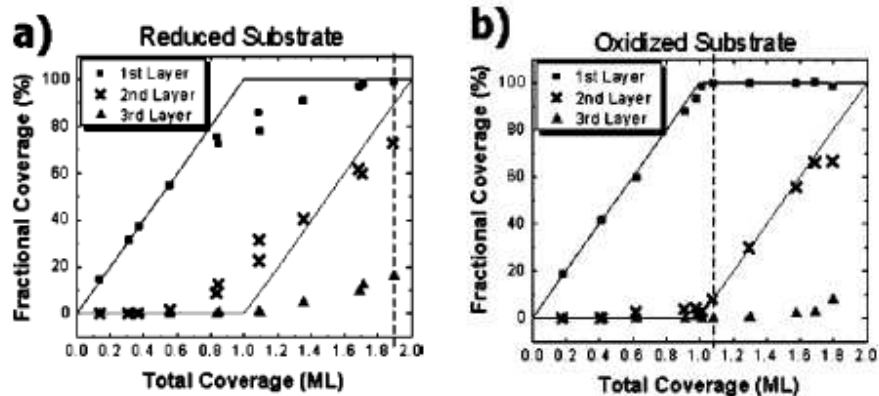 a) Reduced Substrate
1st Layer
2nd Layer
3rd Layer
Fractional Coverage (%)
100
80
60
40
20
0
0.0 0.2 0.4 0.6 0.8 1.0 1.2 1.4 1.6 1.8 2.0
Total Coverage (ML)
b) Oxidized Substrate
1st Layer
2nd Layer
3rd Layer
Fractional Coverage (%)
100
80
60
40
20
0
0.0 0.2 0.4 0.6 0.8 1.0 1.2 1.4 1.6 1.8 2.0
Total Coverage (ML)